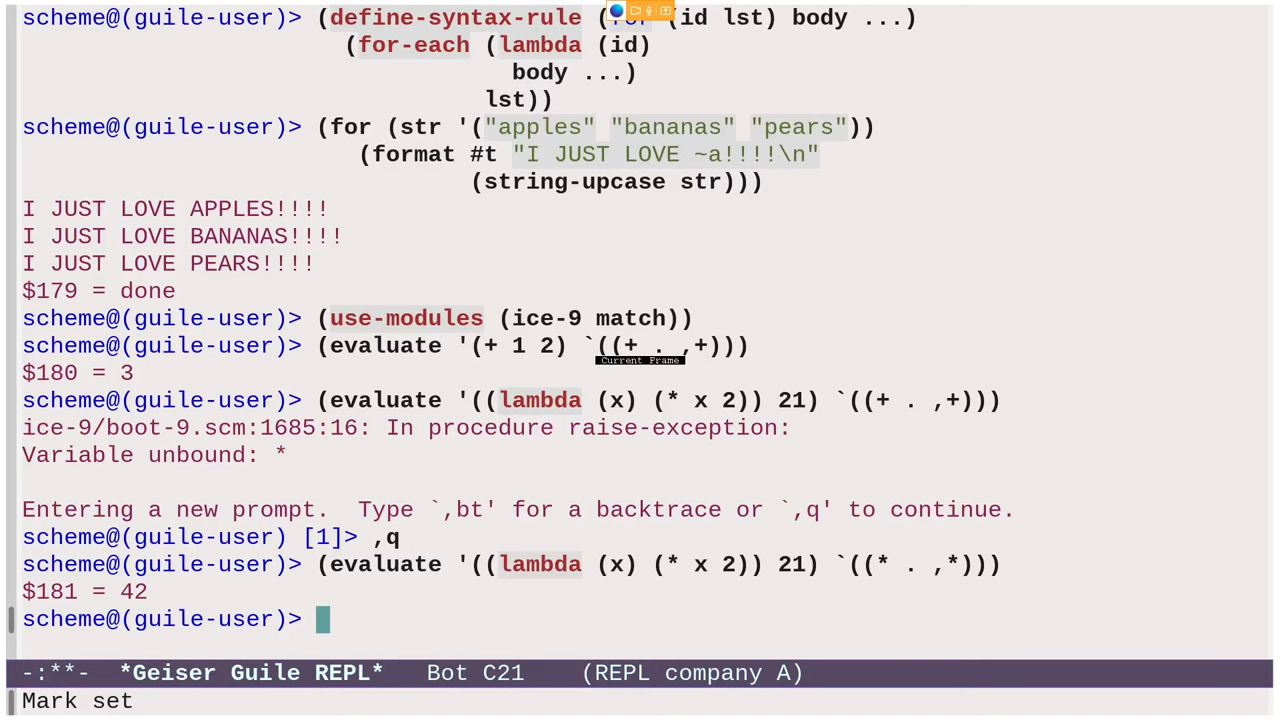 scheme@(guile-user)> (define-syntax-rule (for (id lst) body ...)
(for-each (lambda (id)
body ...)
lst))
scheme@(guile-user)> (for (str '("apples" "bananas" "pears"))
(format #t "I JUST LOVE ~a!!!!\n"
(string-upcase str)))
I JUST LOVE APPLES!!!!
I JUST LOVE BANANAS!!!!
I JUST LOVE PEARS!!!!
$179 = done
scheme@(guile-user)> (use-modules (ice-9 match))
scheme@(guile-user)> (evaluate '(+ 1 2) `((+ . ,+)))
Current Frame
$180 = 3
scheme@(guile-user)> (evaluate '((lambda (x) (* x 2)) 21) `((+ . ,+)))
ice-9/boot-9.scm:1685:16: In procedure raise-exception:
Variable unbound: *
Entering a new prompt.  Type `,bt' for a backtrace or `,q' to continue.
scheme@(guile-user) [1]> ,q
scheme@(guile-user)> (evaluate '((lambda (x) (* x 2)) 21) `((* . ,*)))
$181 = 42
scheme@(guile-user)>
-:**-  *Geiser Guile REPL*   Bot C21    (REPL company A)
Mark set